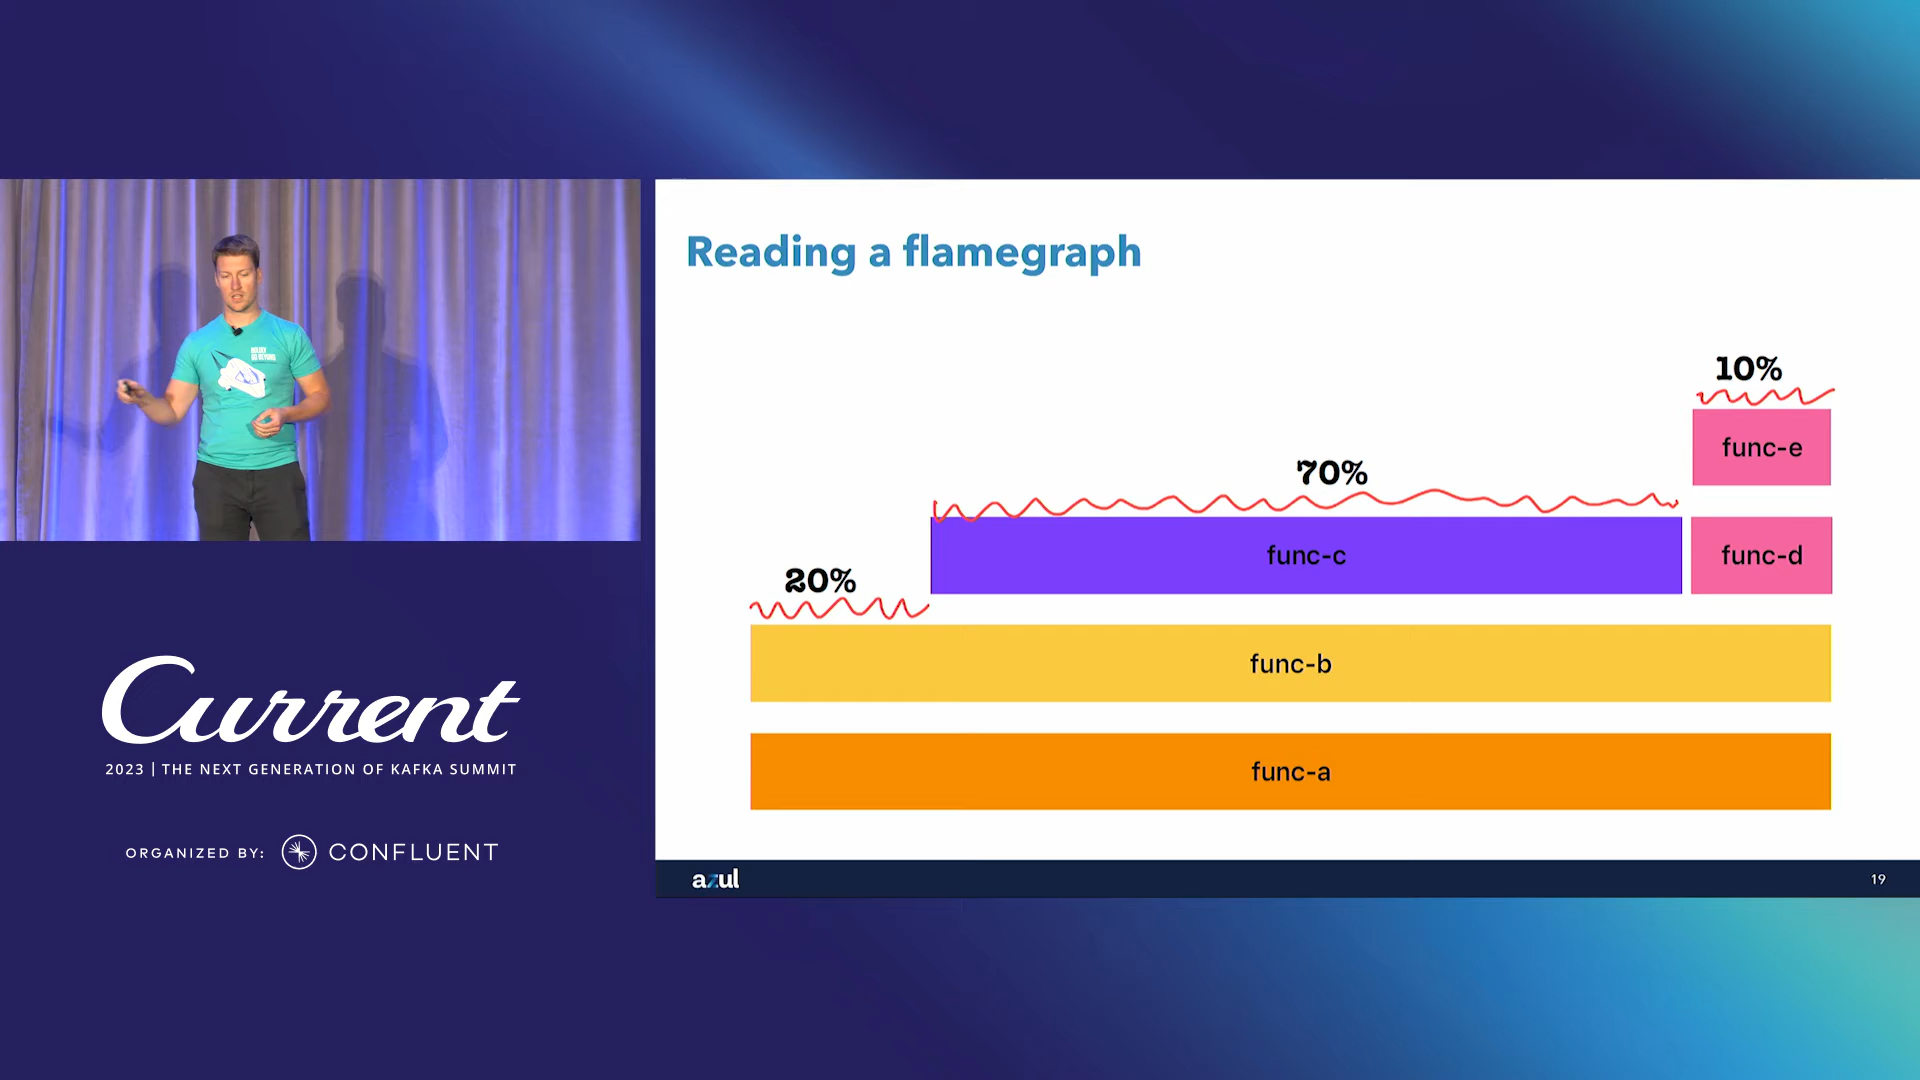 Reading a flamegraph
10%
func-e
70%
func-c
func-d
20%
func-b
func-a
azul
19
Current
2023 | THE NEXT GENERATION OF KAFKA SUMMIT
ORGANIZED BY: CONFLUENT